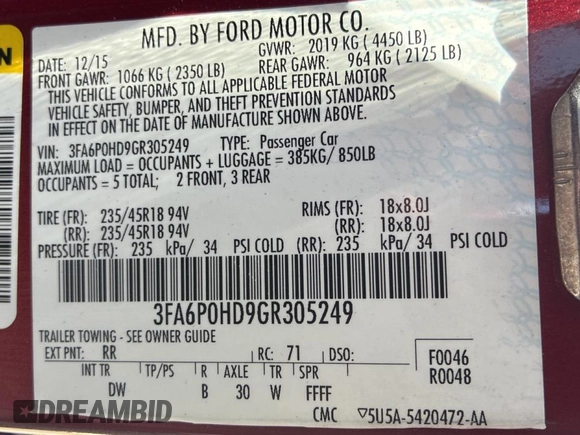 MFD. BY FORD MOTOR CO.
DATE: 12/15
GVWR: 2019 KG ( 4450 LB)
FRONT GAWR: 1066 KG ( 2350 LB)
REAR GAWR: 964 KG ( 2125 LB)
THIS VEHICLE CONFORMS TO ALL APPLICABLE FEDERAL MOTOR
VEHICLE SAFETY, BUMPER, AND THEFT PREVENTION STANDARDS
IN EFFECT ON THE DATE OF MANUFACTURE SHOWN ABOVE.
VIN: 3FA6P0HD9GR305249 TYPE: Passenger Car
MAXIMUM LOAD = OCCUPANTS + LUGGAGE = 385KG/ 850LB
OCCUPANTS = 5 TOTAL: 2 FRONT, 3 REAR
TIRE (FR): 235/45R18 94V RIMS (FR): 18x8.0J
(RR): 235/45R18 94V (RR): 18x8.0J
PRESSURE (FR): 235 kPa/ 34 PSI COLD (RR): 235 kPa/ 34 PSI COLD
3FA6P0HD9GR305249
TRAILER TOWING - SEE OWNER GUIDE
EXT PNT: RR RC: 71 DSO: F0046
INT TR TP/PS R AXLE TR SPR R0048
DW B 30 W FFFF
CMC ▽5U5A-5420472-AA
DREAMBID